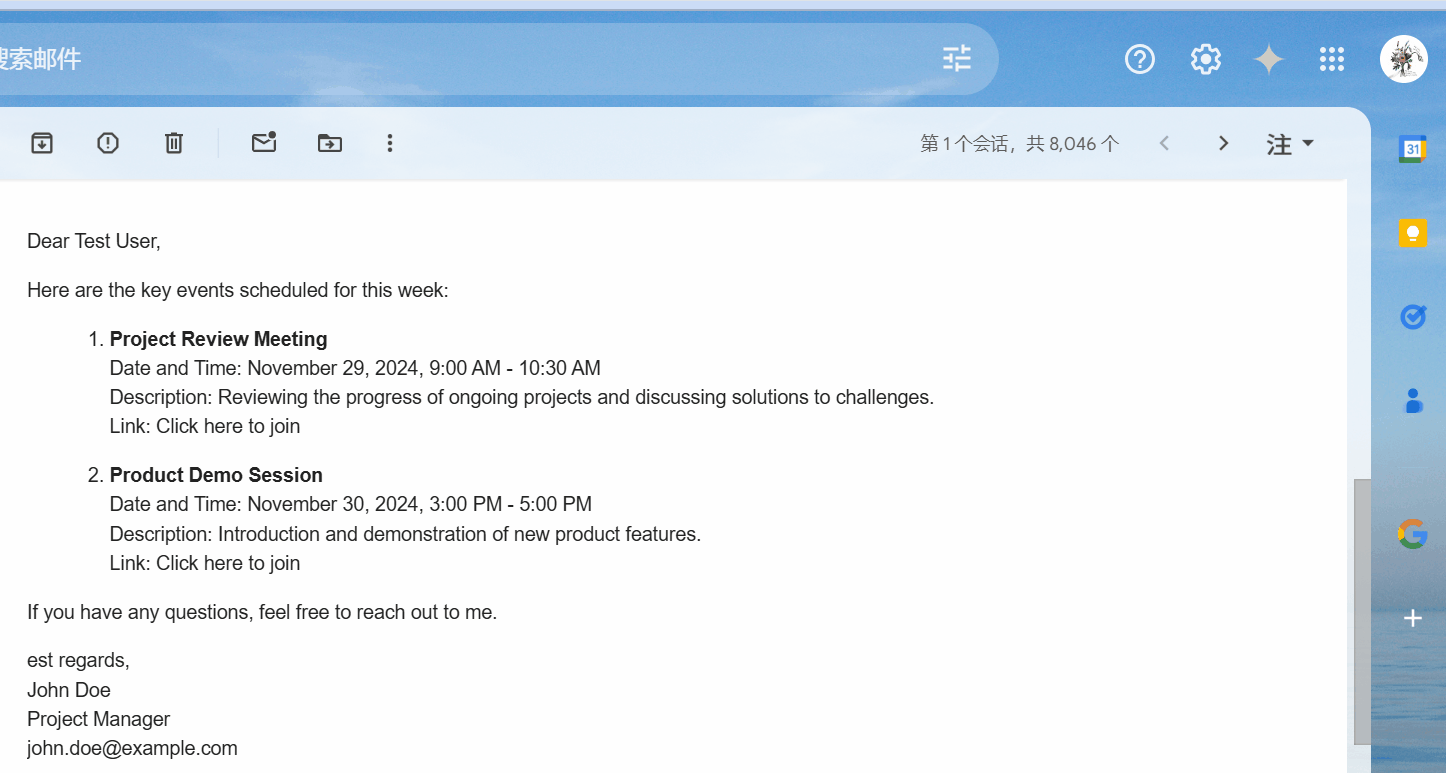 搜索邮件
第 1 个会话，共 8,046 个
注
31
Dear Test User,
Here are the key events scheduled for this week:
1. Project Review Meeting
Date and Time: November 29, 2024, 9:00 AM - 10:30 AM
Description: Reviewing the progress of ongoing projects and discussing solutions to challenges.
Link: Click here to join
2. Product Demo Session
Date and Time: November 30, 2024, 3:00 PM - 5:00 PM
Description: Introduction and demonstration of new product features.
Link: Click here to join
If you have any questions, feel free to reach out to me.
est regards,
John Doe
Project Manager
john.doe@example.com